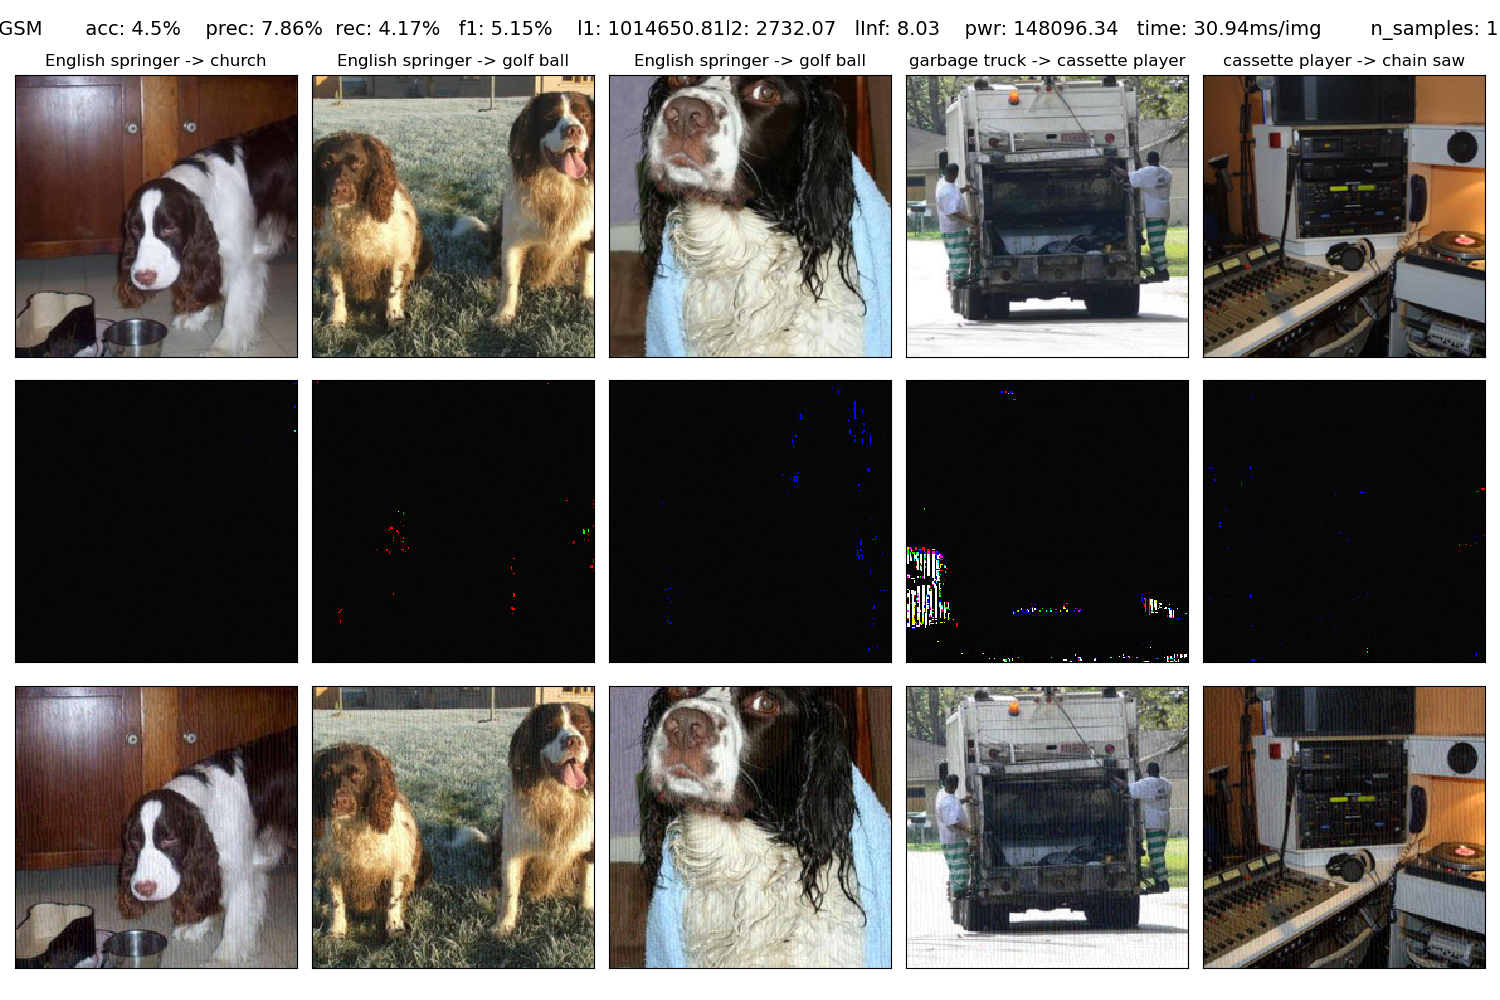 GSM acc: 4.5% prec: 7.86% rec: 4.17% f1: 5.15% l1: 1014650.81l2: 2732.07 lInf: 8.03 pwr: 148096.34 time: 30.94ms/img n_samples: 1
English springer -> church
English springer -> golf ball
English springer -> golf ball
garbage truck -> cassette player
cassette player -> chain saw